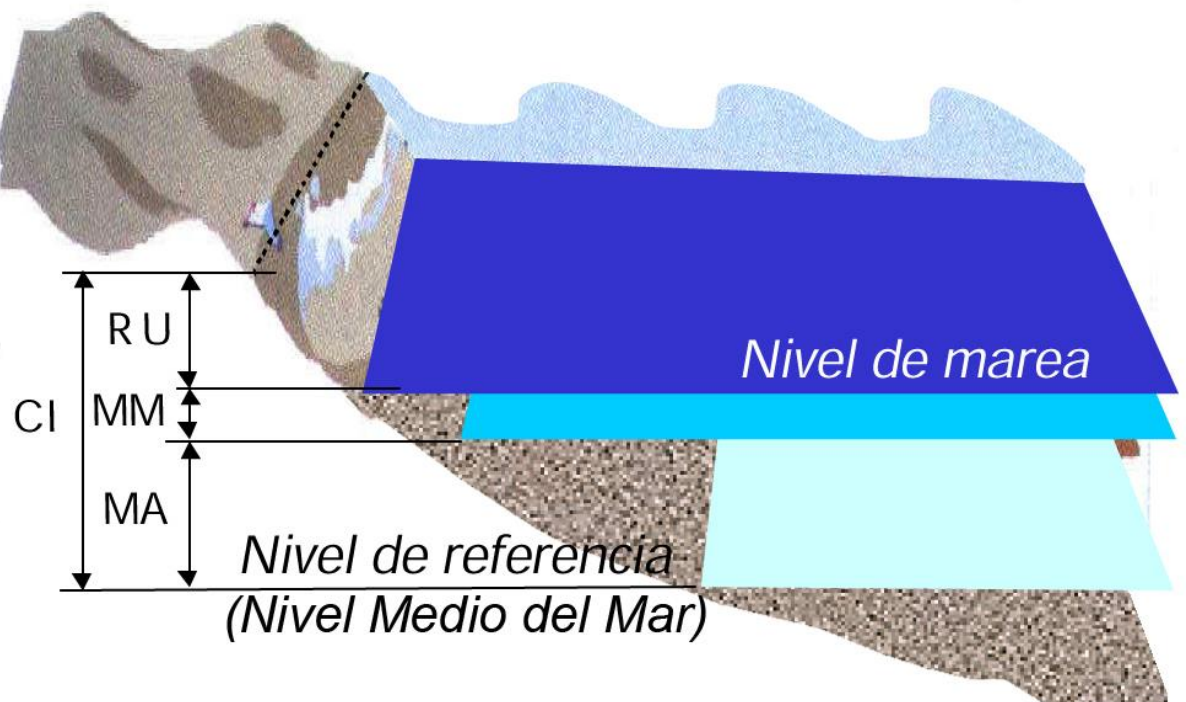 RU
Nivel de marea
CI
MM
MA
Nivel de referencia
(Nivel Medio del Mar)